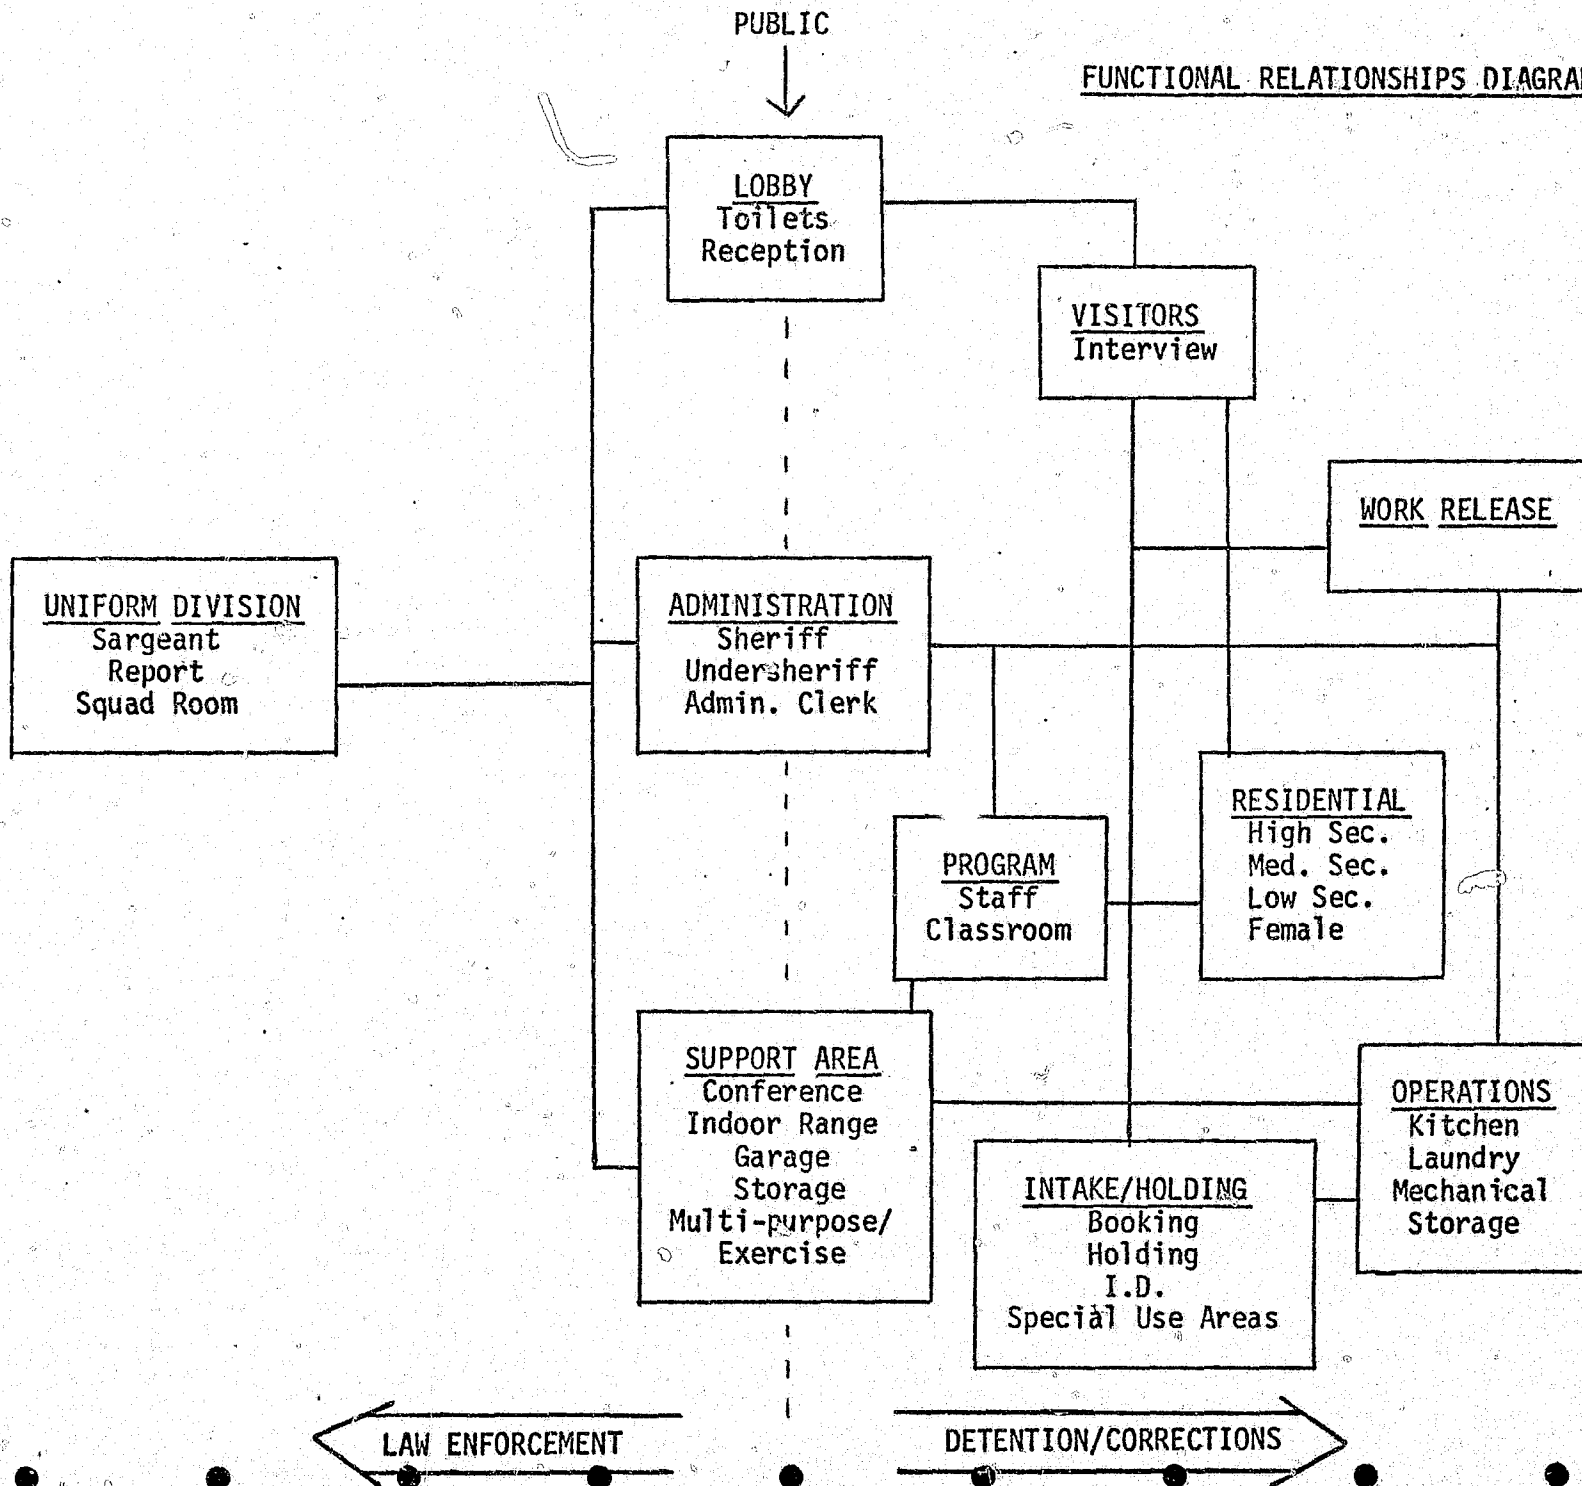 PUBLIC
FUNCTIONAL RELATIONSHIPS DIAGRA
LOBBY
Toilets
Reception
VISITORS
Interview
WORK RELEASE
UNIFORM DIVISION
Sargeant
Report
Squad Room
ADMINISTRATION
Sheriff
Undersheriff
Admin. Clerk
RESIDENTIAL
High Sec.
Med. Sec.
Low Sec.
Female
PROGRAM
Staff
Classroom
SUPPORT AREA
Conference
Indoor Range
Garage
Storage
Multi-purpose/
Exercise
OPERATIONS
Kitchen
Laundry
Mechanical
Storage
INTAKE/HOLDING
Booking
Holding
I.D.
Special Use Areas
LAW ENFORCEMENT
DETENTION/CORRECTIONS